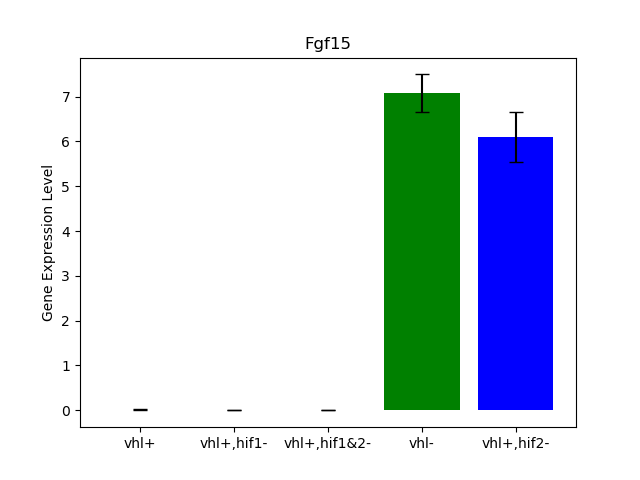 Fgf15
Gene Expression Level
7
6
5
4
3
2
1
0
vhl+ vhl+,hif1- vhl+,hif1&2- vhl- vhl+,hif2-